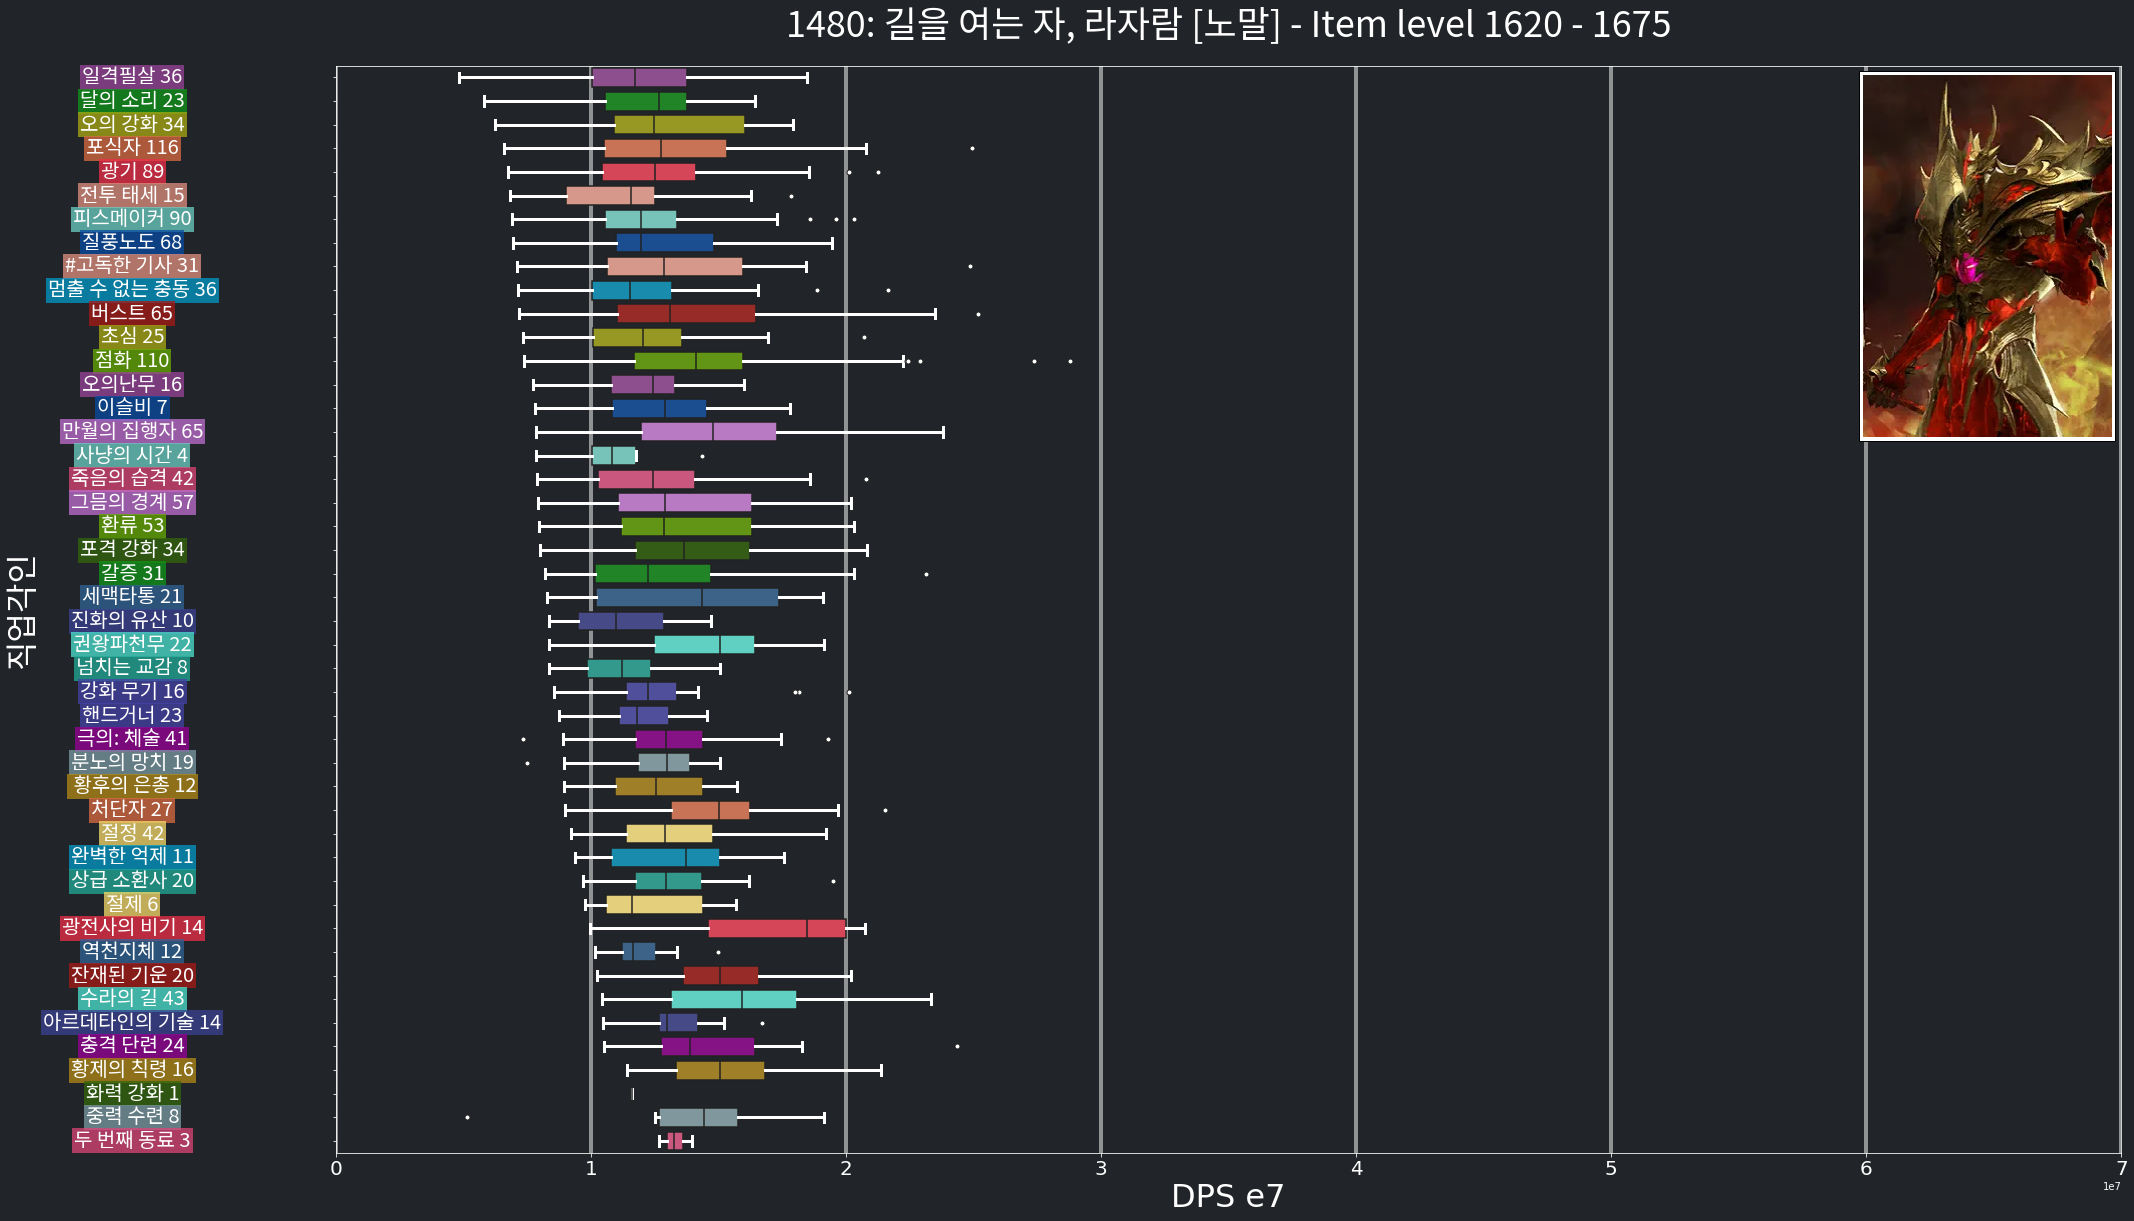 1480: 길을 여는 자, 라자람 [노말] - Item level 1620 - 1675
일격필살 36
달의 소리 23
오의 강화 34
포식자 116
광기 89
전투 태세 15
피스메이커 90
질풍노도 68
#고독한 기사 31
멈출 수 없는 충동 36
버스트 65
초심 25
점화 110
오의난무 16
이슬비 7
만월의 집행자 65
사냥의 시간 4
죽음의 습격 42
그믐의 경계 57
환류 53
포격 강화 34
갈증 31
세맥타통 21
진화의 유산 10
권왕파천무 22
넘치는 교감 8
강화 무기 16
핸드거너 23
극의: 체술 41
분노의 망치 19
황후의 은총 12
처단자 27
절정 42
완벽한 억제 11
상급 소환사 20
절제 6
광전사의 비기 14
역천지체 12
잔재된 기운 20
수라의 길 43
아르데타인의 기술 14
충격 단련 24
황제의 칙령 16
화력 강화 1
중력 수련 8
두 번째 동료 3
직업각인
0 1 2 3 4 5 6 7
1e7
DPS e7